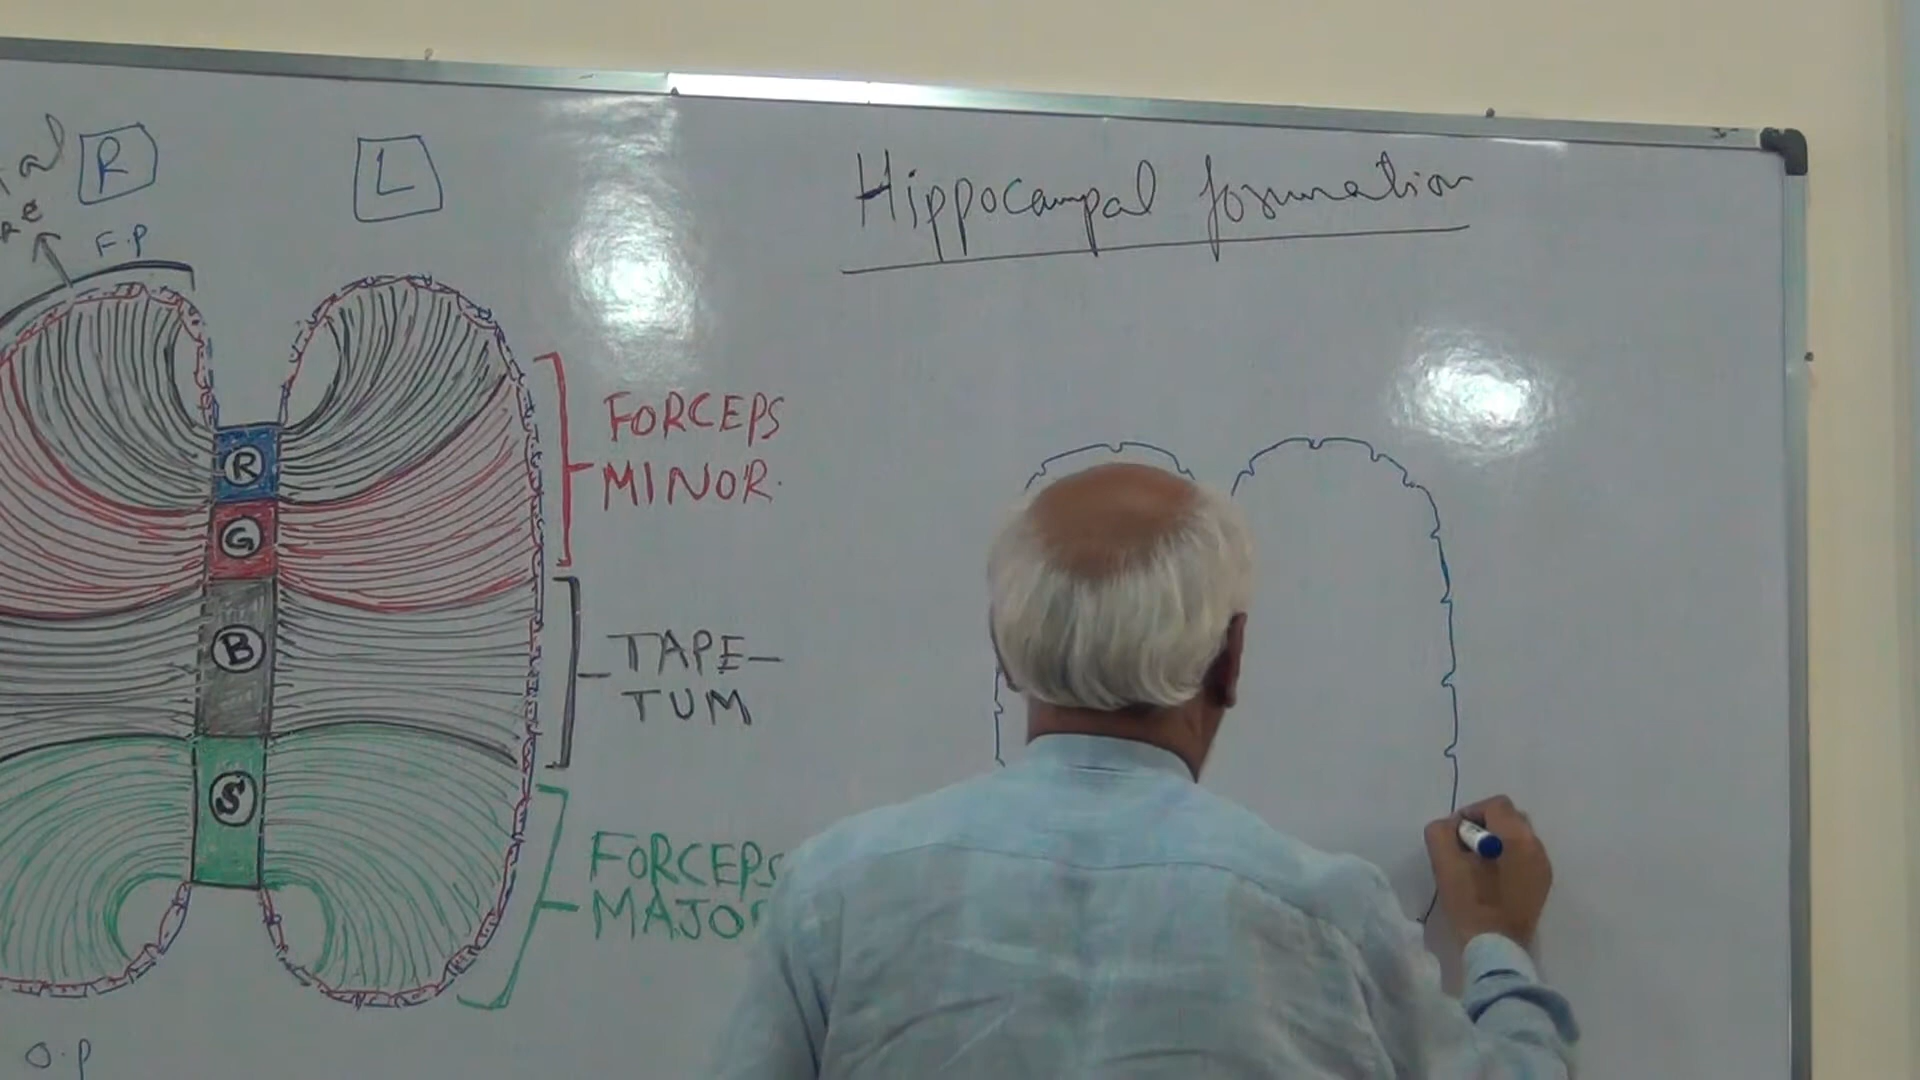 R
L
F.P
Hippocampal formation
R
G
B
S
FORCEPS
MINOR.
TAPE-
TUM
FORCEPS
MAJOR
O.P